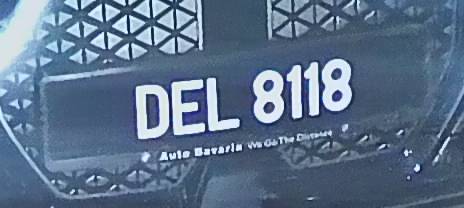 DEL 8118
Auto Bavaria We Go The Distance